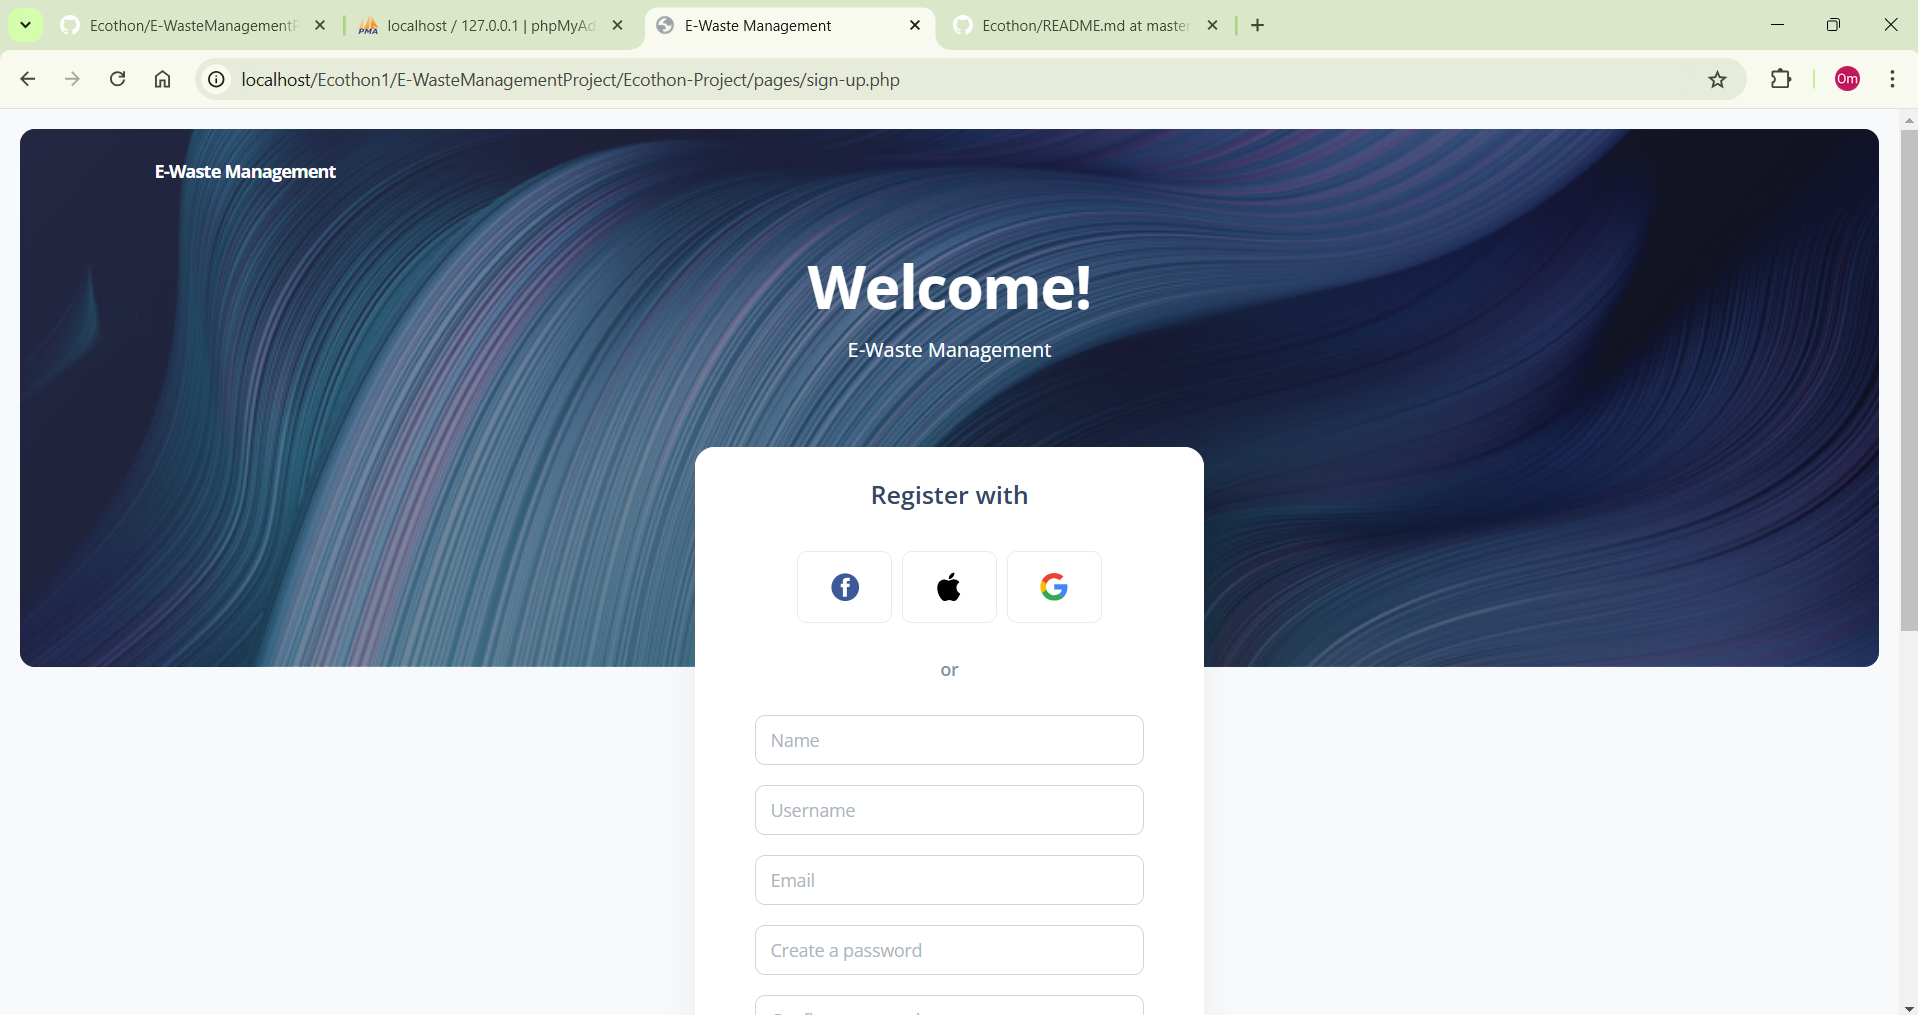 Ecothon/E-WasteManagementP
localhost / 127.0.0.1 | phpMyAd
E-Waste Management
Ecothon/README.md at master
localhost/Ecothon1/E-WasteManagementProject/Ecothon-Project/pages/sign-up.php
Om
E-Waste Management
Welcome!
E-Waste Management
Register with
or
Name
Username
Email
Create a password